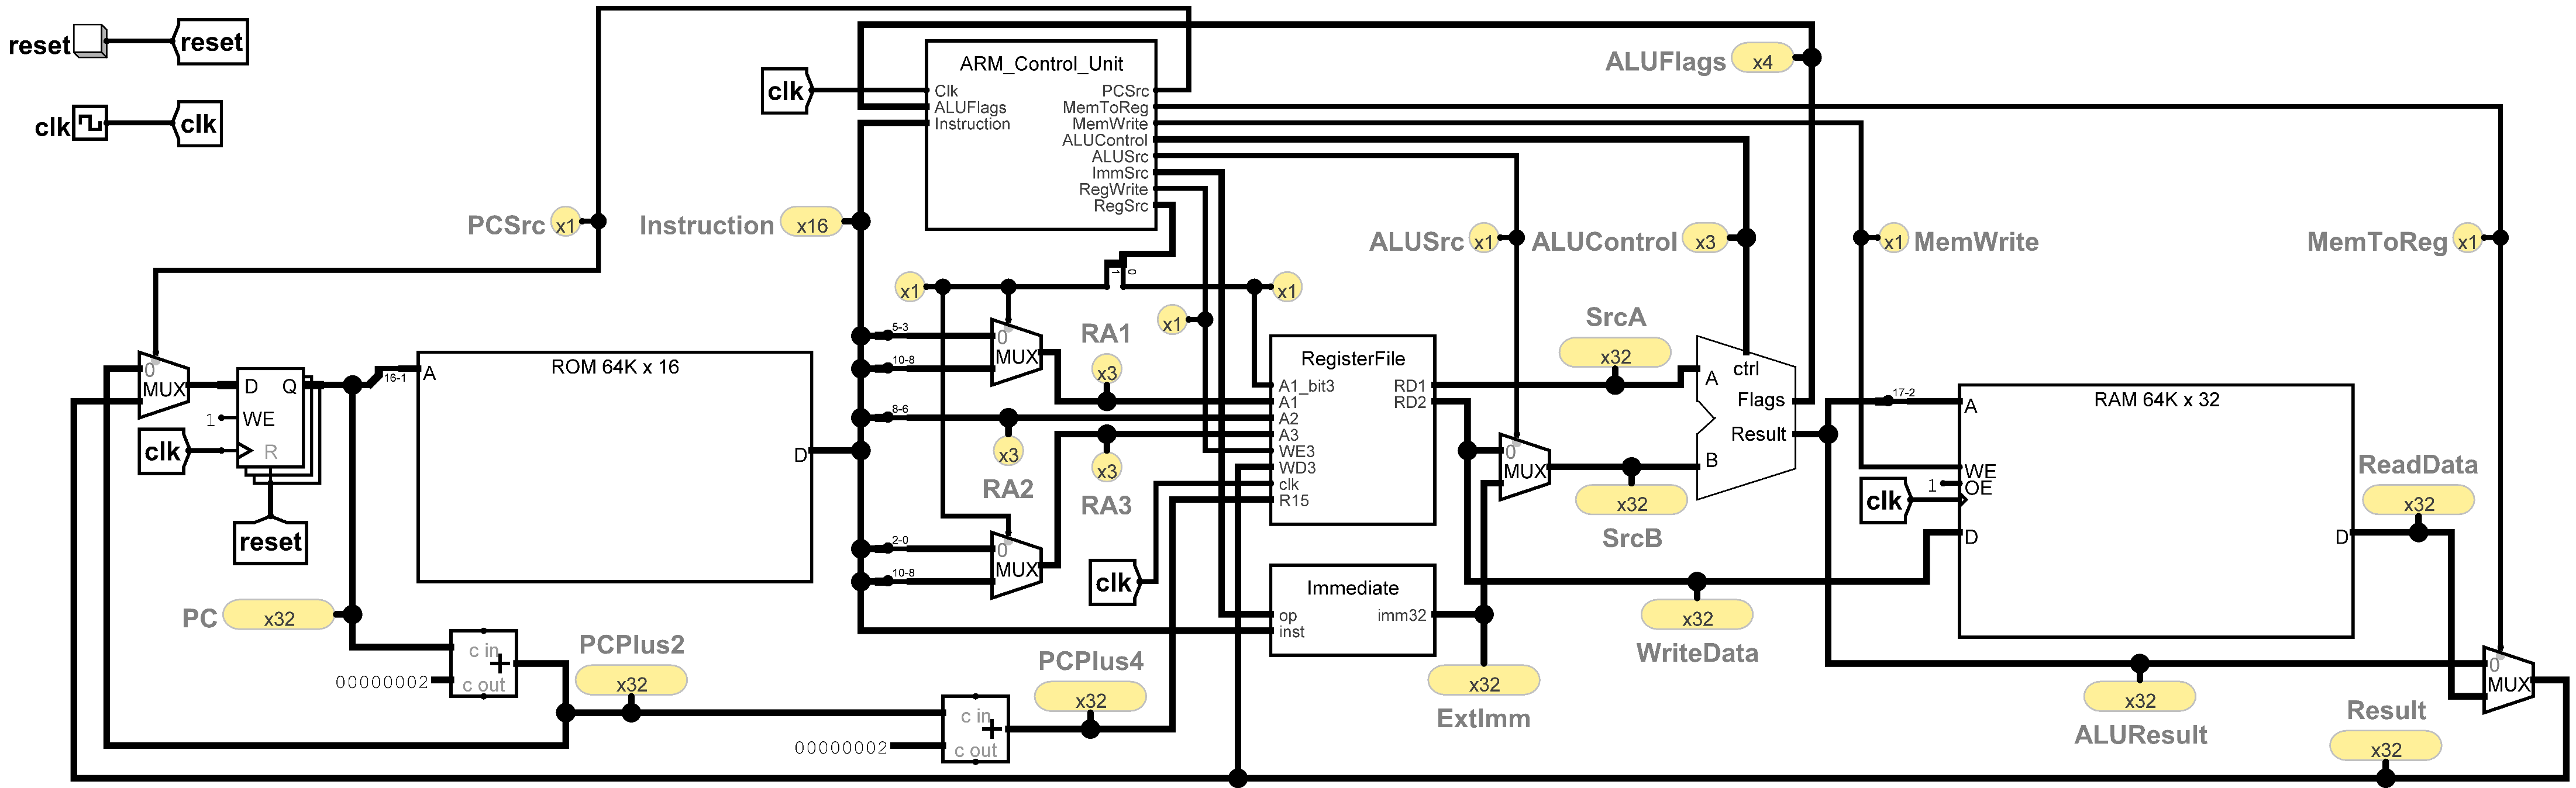 reset
reset
clk
clk
PCSrc
x1
Instruction
x16
clk
ARM_Control_Unit
Clk
ALUFlags
Instruction
PCSrc
MemToReg
MemWrite
ALUControl
ALUSrc
ImmSrc
RegWrite
RegSrc
ALUFlags
x4
ALUSrc
x1
ALUControl
x3
x1
MemWrite
MemToReg
x1
x1
1
0
x1
x1
0
MUX
D
Q
1
WE
R
clk
reset
16-1
ROM 64K x 16
A
D
5-3
10-8
0
MUX
RA1
x3
8-6
x3
RA2
x3
RA3
2-0
10-8
0
MUX
RegisterFile
A1_bit3
A1
A2
A3
WE3
WD3
clk
R15
RD1
RD2
clk
Immediate
op
inst
imm32
x32
ExtImm
SrcA
x32
0
MUX
x32
SrcB
ctrl
A
B
Flags
Result
17-2
RAM 64K x 32
A
WE
1
OE
clk
D
D
ReadData
x32
x32
WriteData
PC
x32
c in
+
c out
00000002
PCPlus2
x32
c in
+
c out
00000002
PCPlus4
x32
x32
ALUResult
0
MUX
Result
x32